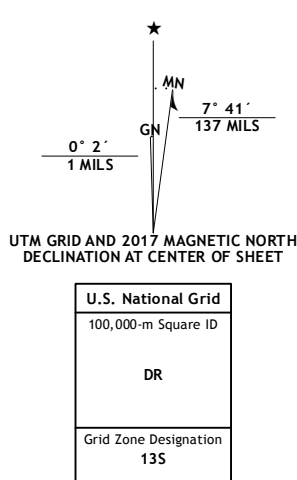 ★
MN
GN
7° 41´
137 MILS
0° 2´
1 MILS
UTM GRID AND 2017 MAGNETIC NORTH
DECLINATION AT CENTER OF SHEET
U.S. National Grid
100,000-m Square ID
DR
Grid Zone Designation
13S